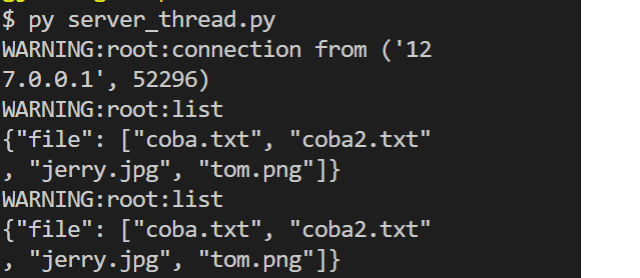 $ py server_thread.py
WARNING:root:connection from ('12
7.0.0.1', 52296)
WARNING:root:list
{"file": ["coba.txt", "coba2.txt"
, "jerry.jpg", "tom.png"]}
WARNING:root:list
{"file": ["coba.txt", "coba2.txt"
, "jerry.jpg", "tom.png"]}